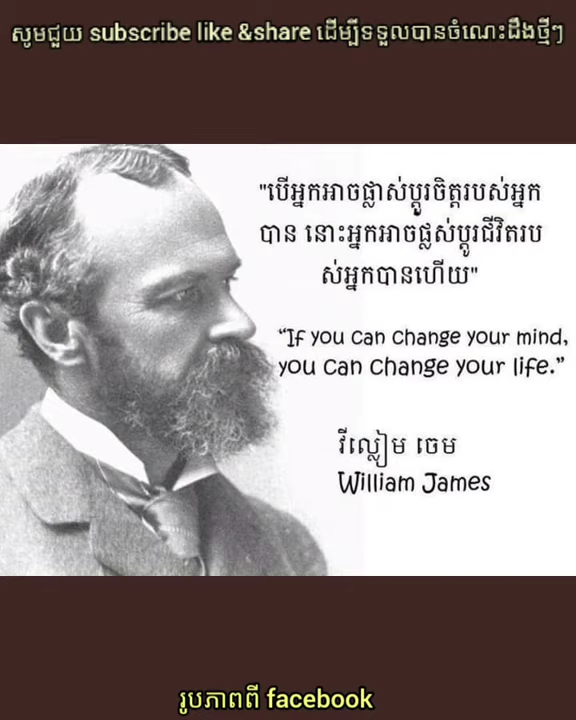 សូមជួយ subscribe like &share ដើម្បីទទួលបានចំណេះដឹងថ្មីៗ
"បើអ្នកអាចផ្លាស់ប្តូរចិត្តរបស់អ្នក
បាន នោះអ្នកអាចផ្លូស់ប្តូរជីវិតរប
ស់អ្នកបានហើយ"
“If you can change your mind,
you can change your life.”
វីល្លៀម ចេម
William James
រូបភាពពី facebook